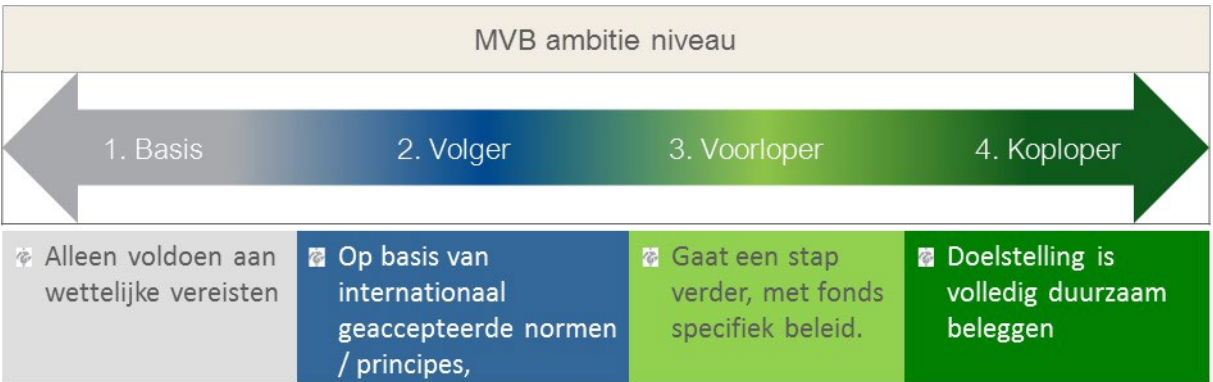 MVB ambitie niveau
1. Basis
2. Volger
3. Voorloper
4. Koploper
Alleen voldoen aan
wettelijke vereisten
Op basis van
internationaal
geaccepteerde normen
/ principes,
Gaat een stap
verder, met fonds
specifiek beleid.
Doelstelling is
volledig duurzaam
beleggen